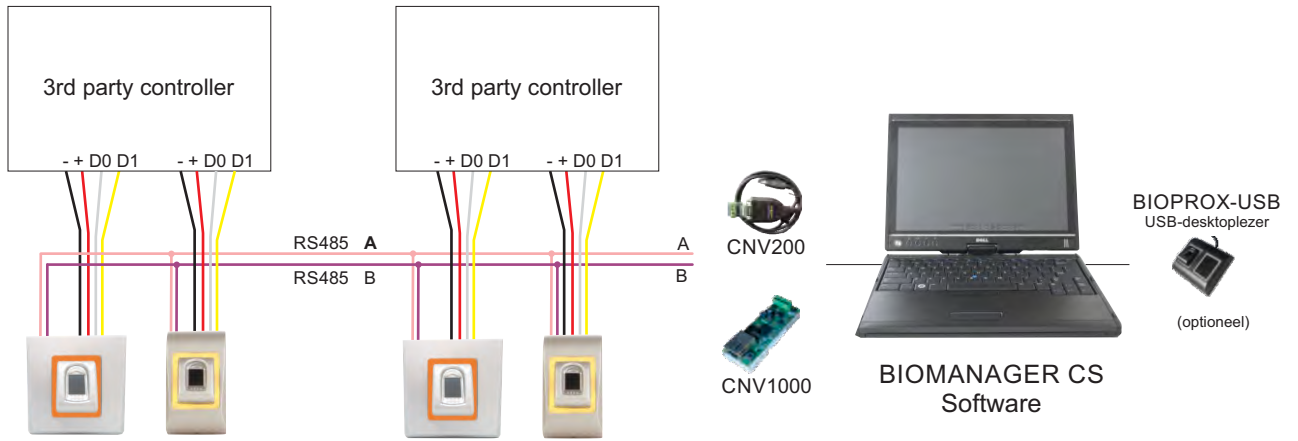 3rd party controller
- + D0 D1
- + D0 D1
3rd party controller
- + D0 D1
- + D0 D1
RS485 A
A
RS485 B
B
CNV200
CNV1000
DELL
BIOMANAGER CS
Software
BIOPROX-USB
USB-desktoplezer
(optioneel)